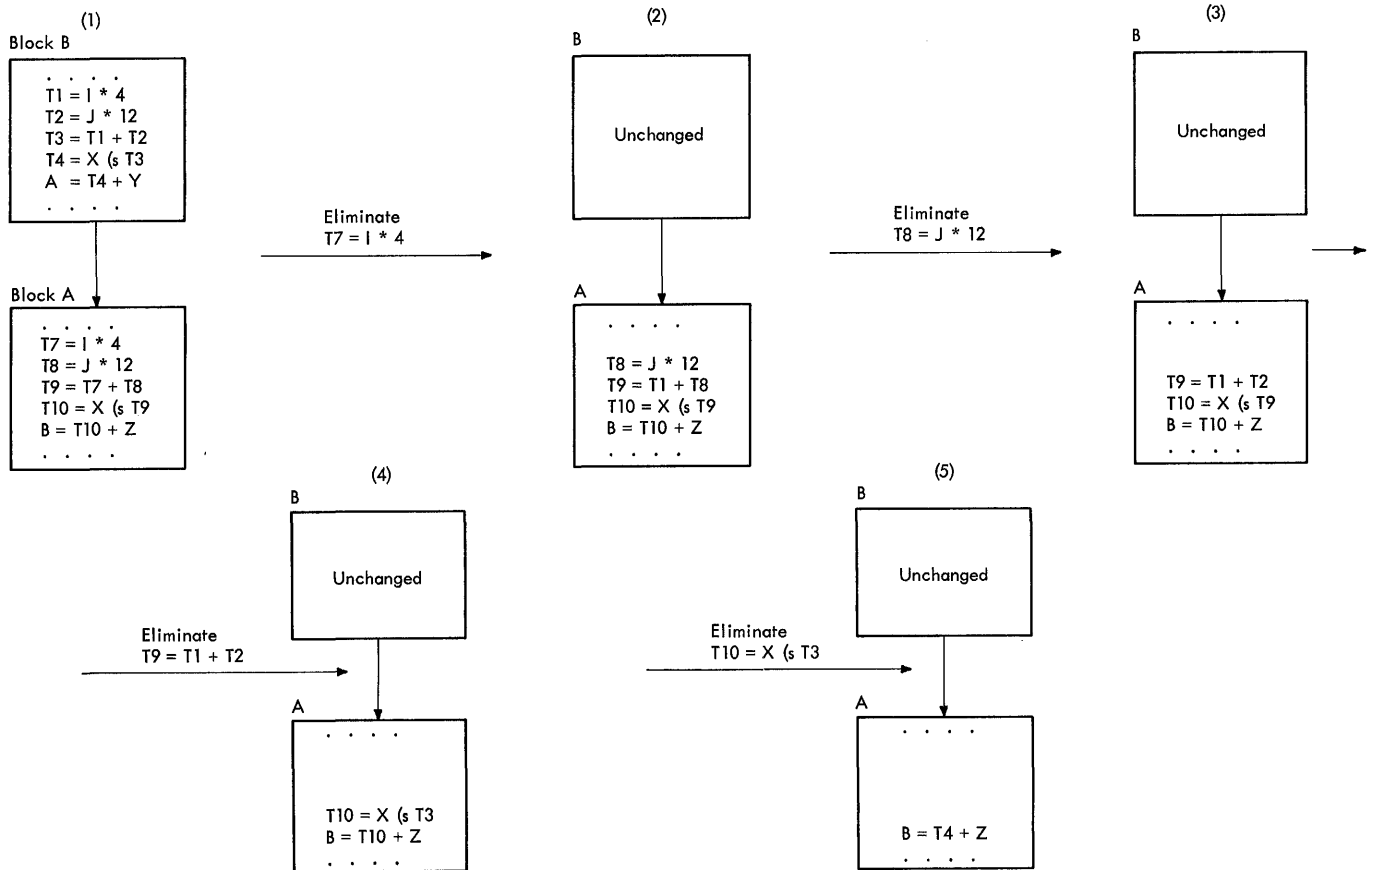 (1)
Block B
. . . .
T1 = I * 4
T2 = J * 12
T3 = T1 + T2
T4 = X (s T3
A = T4 + Y
. . . .
Block A
. . . .
T7 = I * 4
T8 = J * 12
T9 = T7 + T8
T10 = X (s T9
B = T10 + Z
. . . .
Eliminate
T7 = I * 4
(2)
B
Unchanged
A
. . . .
T8 = J * 12
T9 = T1 + T8
T10 = X (s T9
B = T10 + Z
. . . .
Eliminate
T8 = J * 12
(3)
B
Unchanged
A
. . . .
T9 = T1 + T2
T10 = X (s T9
B = T10 + Z
. . . .
Eliminate
T9 = T1 + T2
(4)
B
Unchanged
A
. . . .
T10 = X (s T3
B = T10 + Z
. . . .
Eliminate
T10 = X (s T3
(5)
B
Unchanged
A
. . . .
B = T4 + Z
. . . .